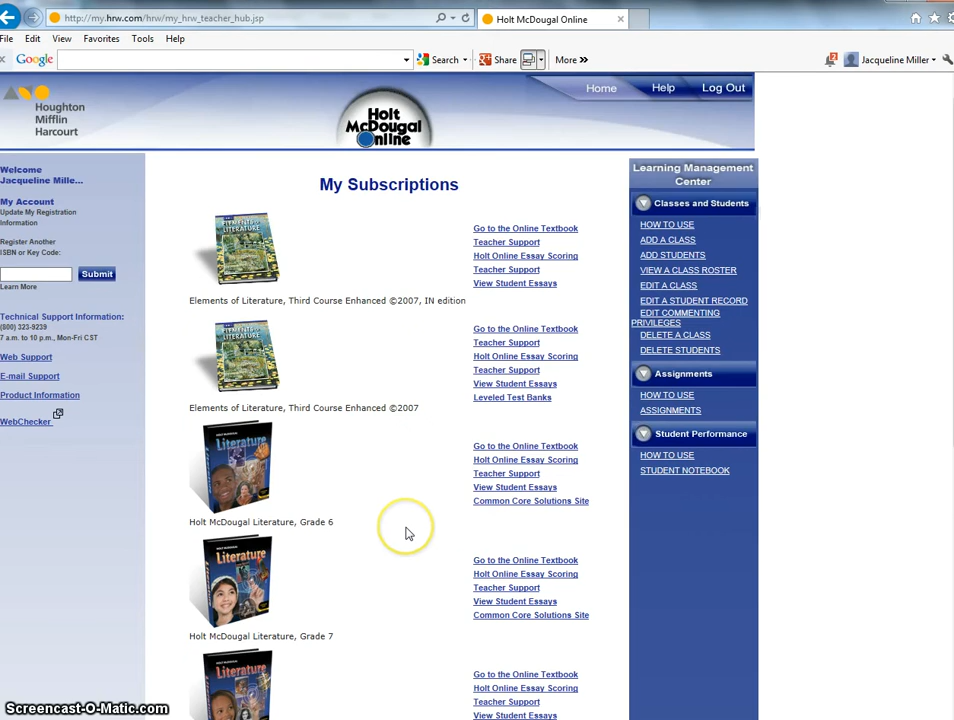 http://my.hrw.com/hrw/my_hrw_teacher_hub.jsp
Holt McDougal Online
File Edit View Favorites Tools Help
Google Search Share More »
2 Jacqueline Miller
Houghton
Mifflin
Harcourt
Holt
McDougal
Online
Home Help Log Out
Welcome
Jacqueline Mille...
My Account
Update My Registration
Information
Register Another
ISBN or Key Code:
Submit
Learn More
Technical Support Information:
(800) 323-9239
7 a.m. to 10 p.m., Mon-Fri CST
Web Support
E-mail Support
Product Information
WebChecker
My Subscriptions
ELEMENTS OF
LITERATURE
Go to the Online Textbook
Teacher Support
Holt Online Essay Scoring
Teacher Support
View Student Essays
Elements of Literature, Third Course Enhanced ©2007, IN edition
ELEMENTS OF
LITERATURE
Go to the Online Textbook
Teacher Support
Holt Online Essay Scoring
Teacher Support
View Student Essays
Leveled Test Banks
Elements of Literature, Third Course Enhanced ©2007
Literature
Go to the Online Textbook
Holt Online Essay Scoring
Teacher Support
View Student Essays
Common Core Solutions Site
Holt McDougal Literature, Grade 6
Literature
Go to the Online Textbook
Holt Online Essay Scoring
Teacher Support
View Student Essays
Common Core Solutions Site
Holt McDougal Literature, Grade 7
Literature
Go to the Online Textbook
Holt Online Essay Scoring
Teacher Support
View Student Essays
Learning Management
Center
Classes and Students
HOW TO USE
ADD A CLASS
ADD STUDENTS
VIEW A CLASS ROSTER
EDIT A CLASS
EDIT A STUDENT RECORD
EDIT COMMENTING
PRIVILEGES
DELETE A CLASS
DELETE STUDENTS
Assignments
HOW TO USE
ASSIGNMENTS
Student Performance
HOW TO USE
STUDENT NOTEBOOK
Screencast-O-Matic.com